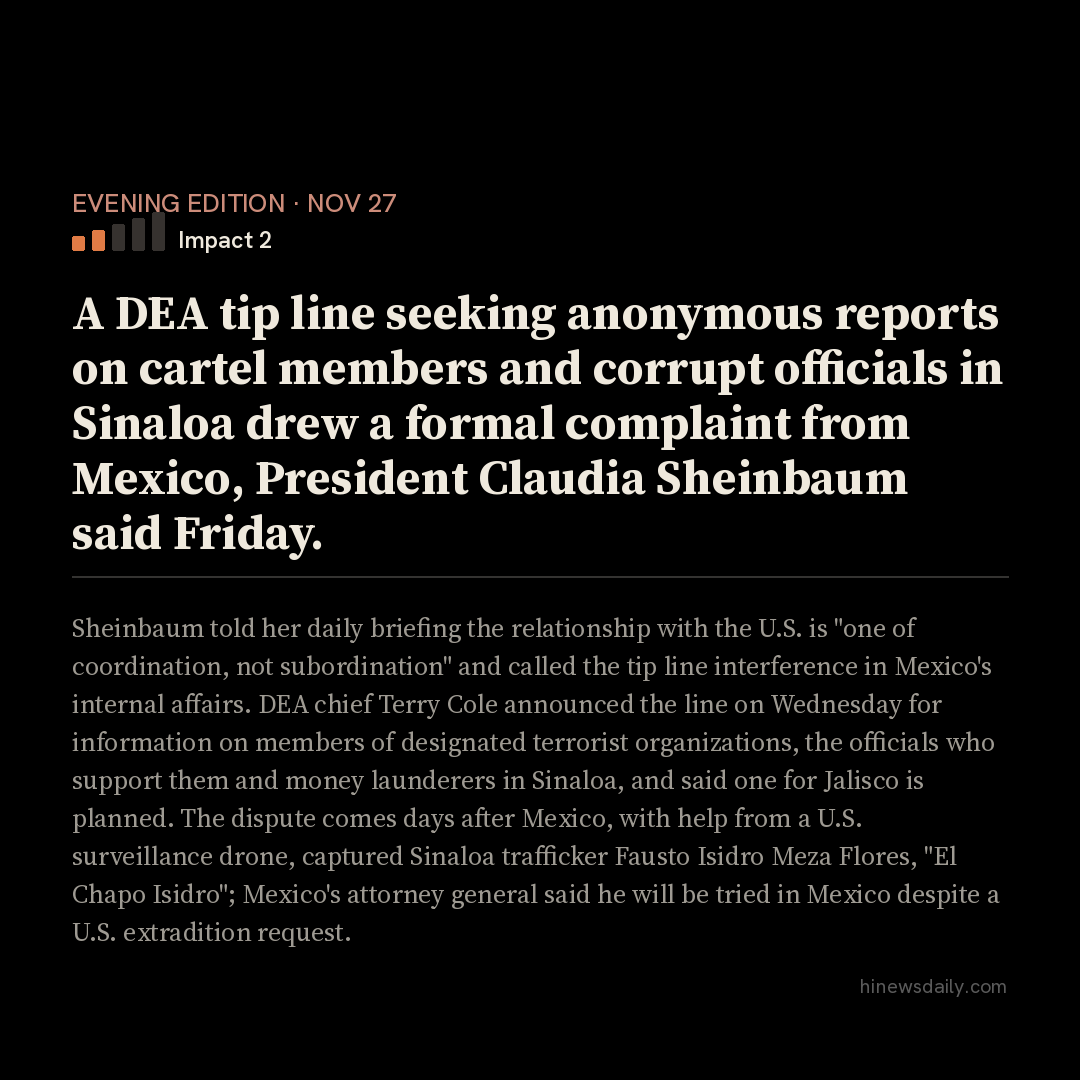 EVENING EDITION · NOV 27
Impact 2
A DEA tip line seeking anonymous reports
on cartel members and corrupt officials in
Sinaloa drew a formal complaint from
Mexico, President Claudia Sheinbaum
said Friday.
Sheinbaum told her daily briefing the relationship with the U.S. is "one of
coordination, not subordination" and called the tip line interference in Mexico's
internal affairs. DEA chief Terry Cole announced the line on Wednesday for
information on members of designated terrorist organizations, the officials who
support them and money launderers in Sinaloa, and said one for Jalisco is
planned. The dispute comes days after Mexico, with help from a U.S.
surveillance drone, captured Sinaloa trafficker Fausto Isidro Meza Flores, "El
Chapo Isidro"; Mexico's attorney general said he will be tried in Mexico despite a
U.S. extradition request.
hinewsdaily.com